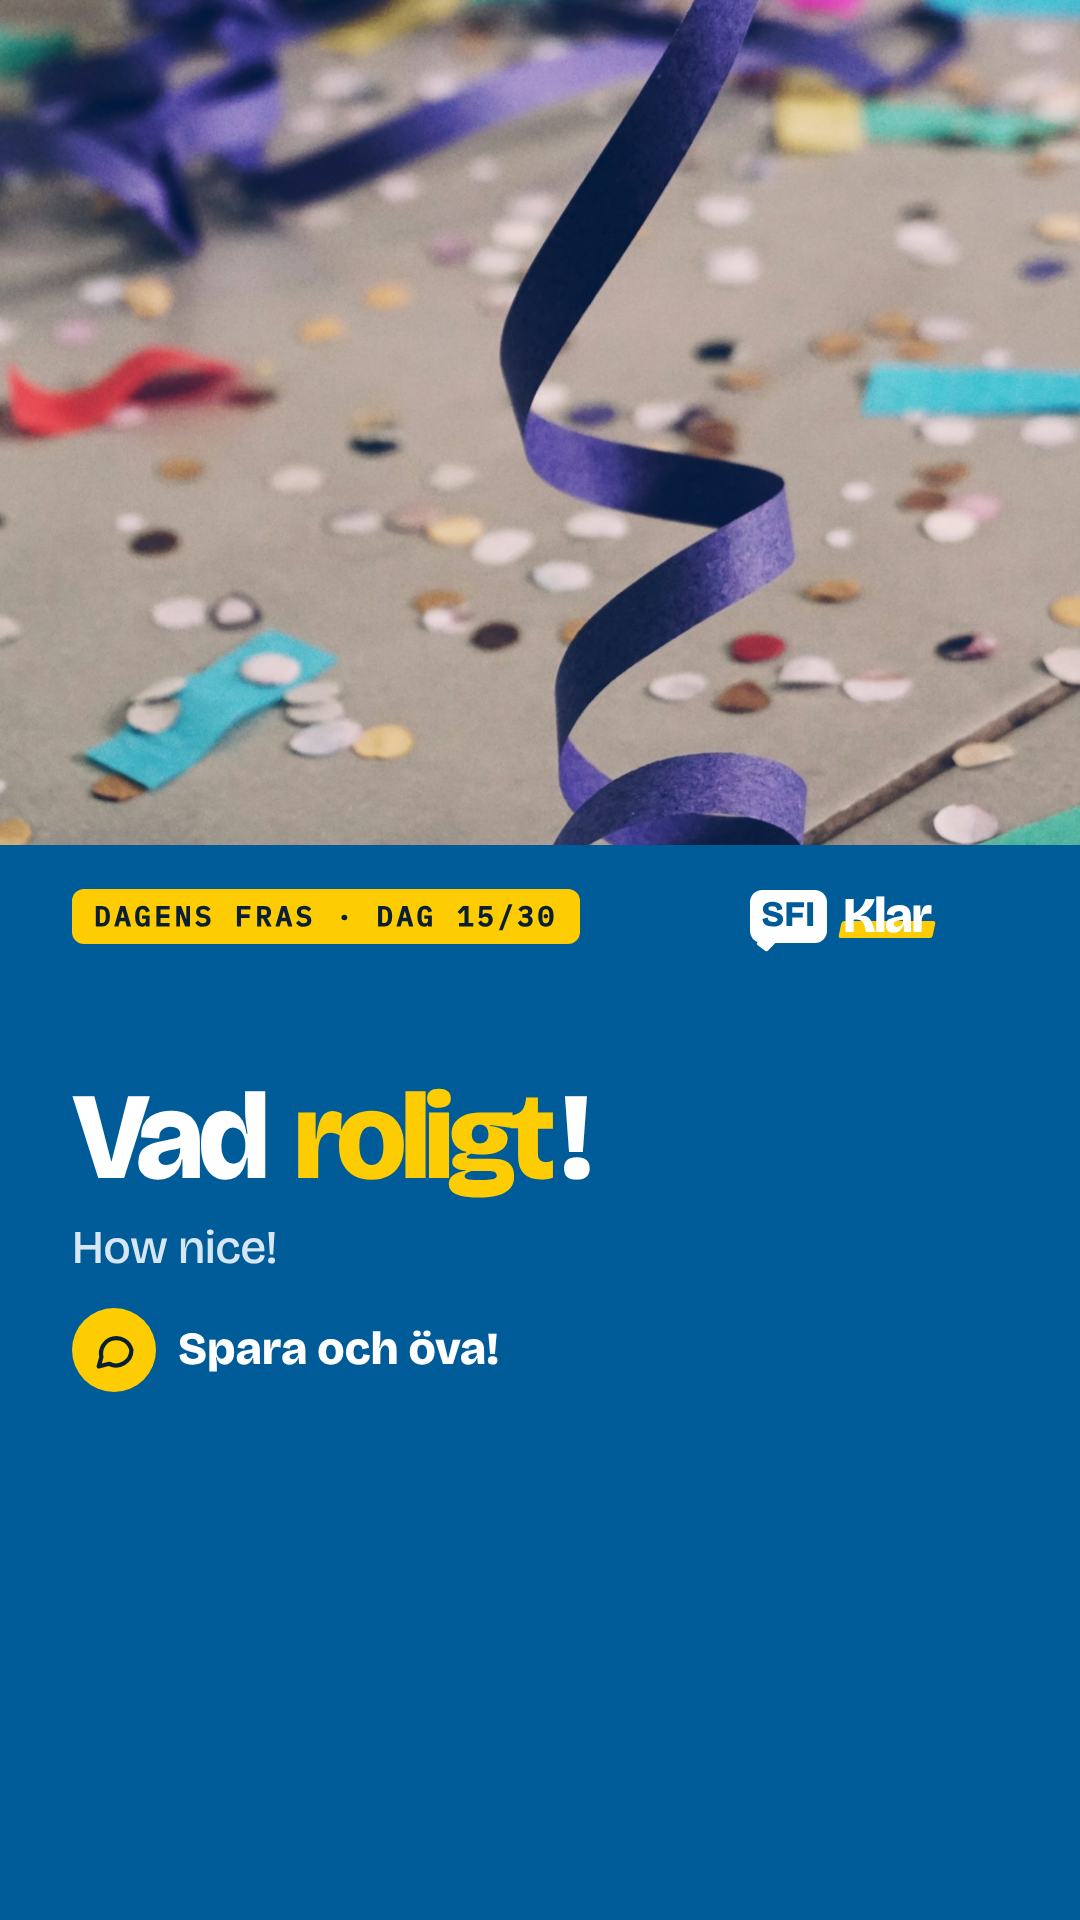 DAGENS FRAS · DAG 15/30
SFI Klar
Vad roligt!
How nice!
Spara och öva!